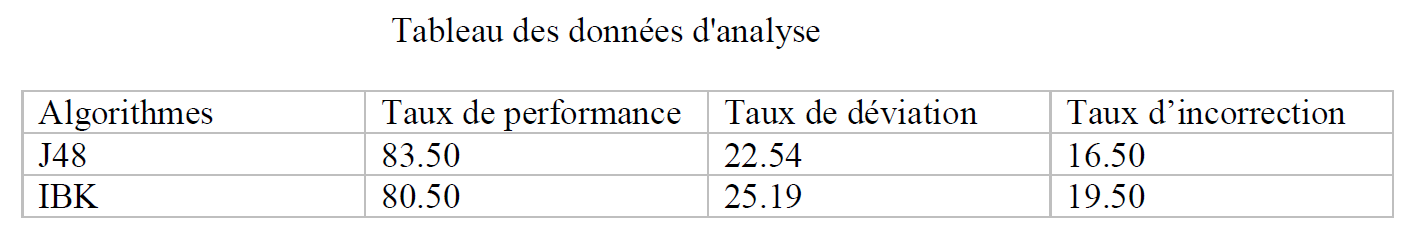 Tableau des données d'analyse
Algorithmes Taux de performance Taux de déviation Taux d’incorrection
J48 83.50 22.54 16.50
IBK 80.50 25.19 19.50